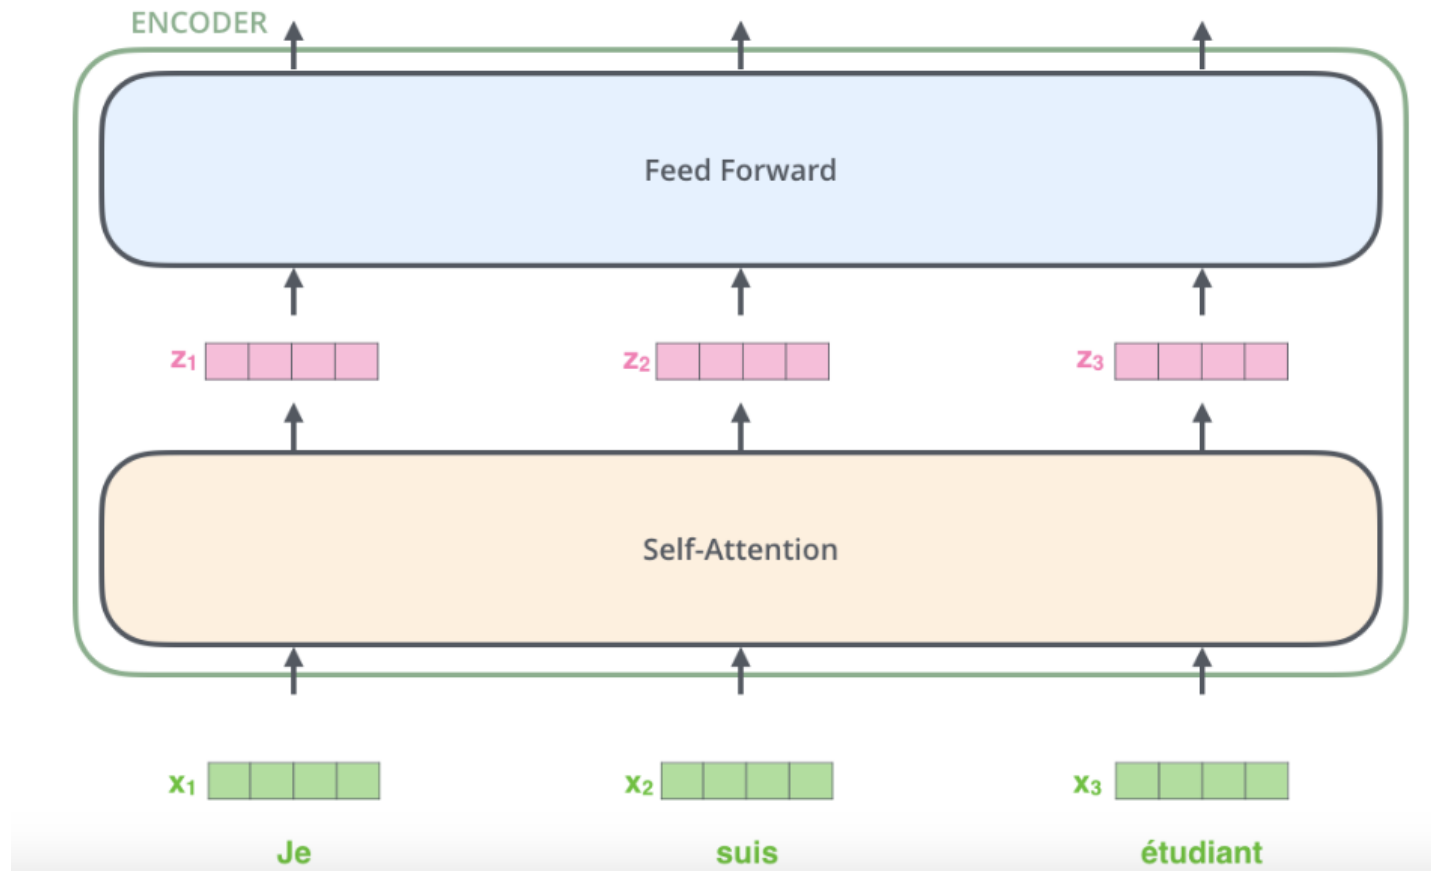 ENCODER
Feed Forward
z1 z2 z3
Self-Attention
x1 x2 x3
Je suis étudiant